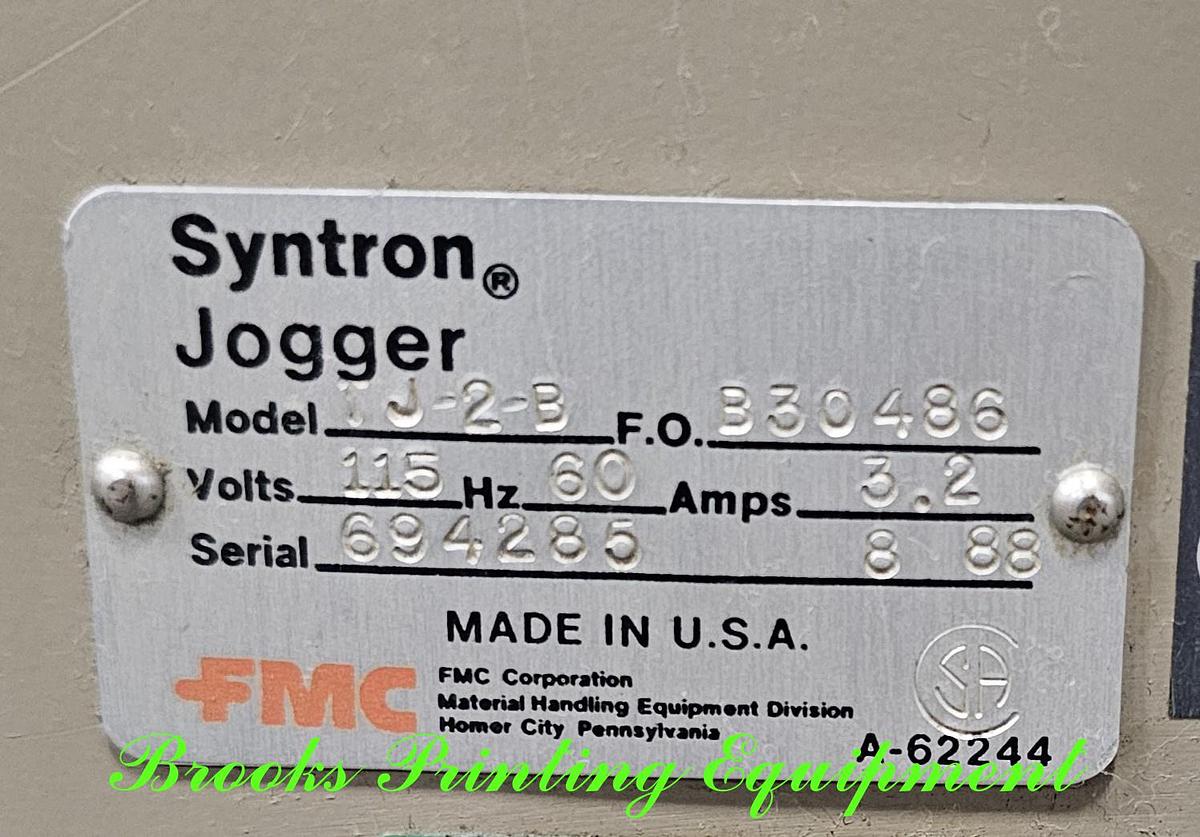 Syntron®
Jogger
Model TJ-2-B F.O. B30486
Volts 115 Hz 60 Amps 3.2
Serial 694285 8 88
MADE IN U.S.A.
FMC
FMC Corporation
Material Handling Equipment Division
Homer City Pennsylvania
SA
A-62244
Brooks Printing Equipment